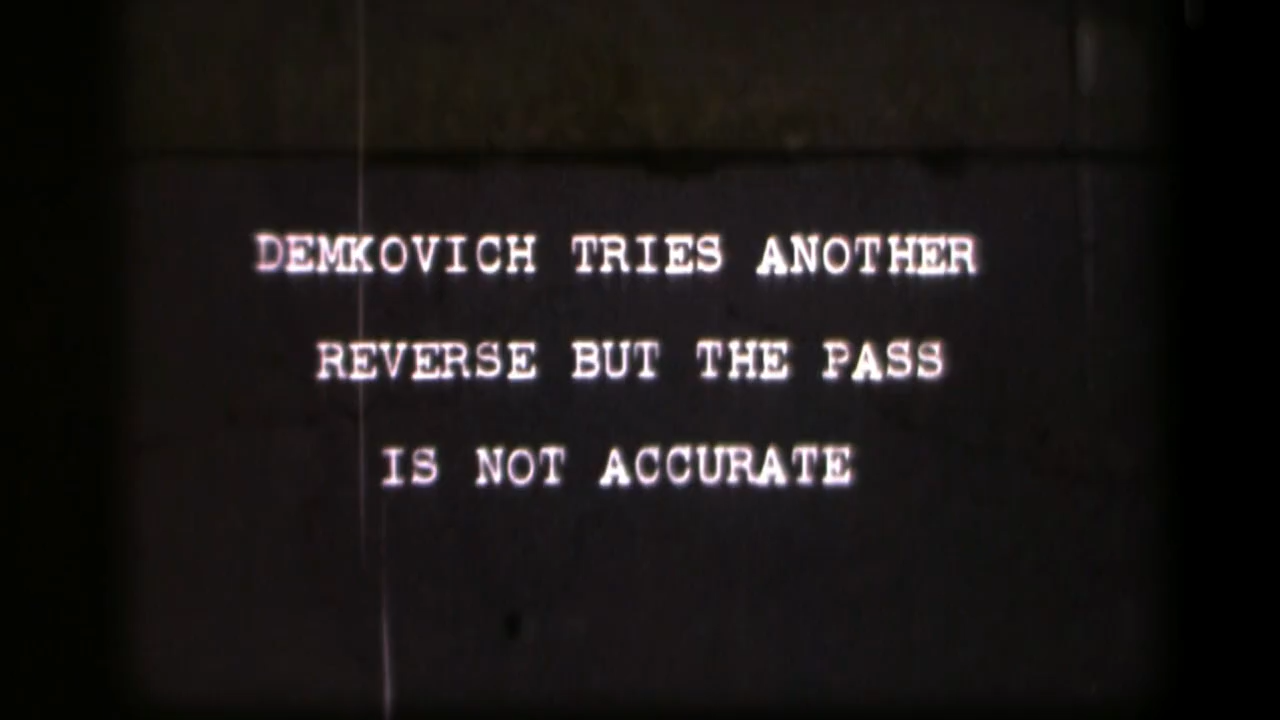 DEMKOVICH TRIES ANOTHER
REVERSE BUT THE PASS
IS NOT ACCURATE